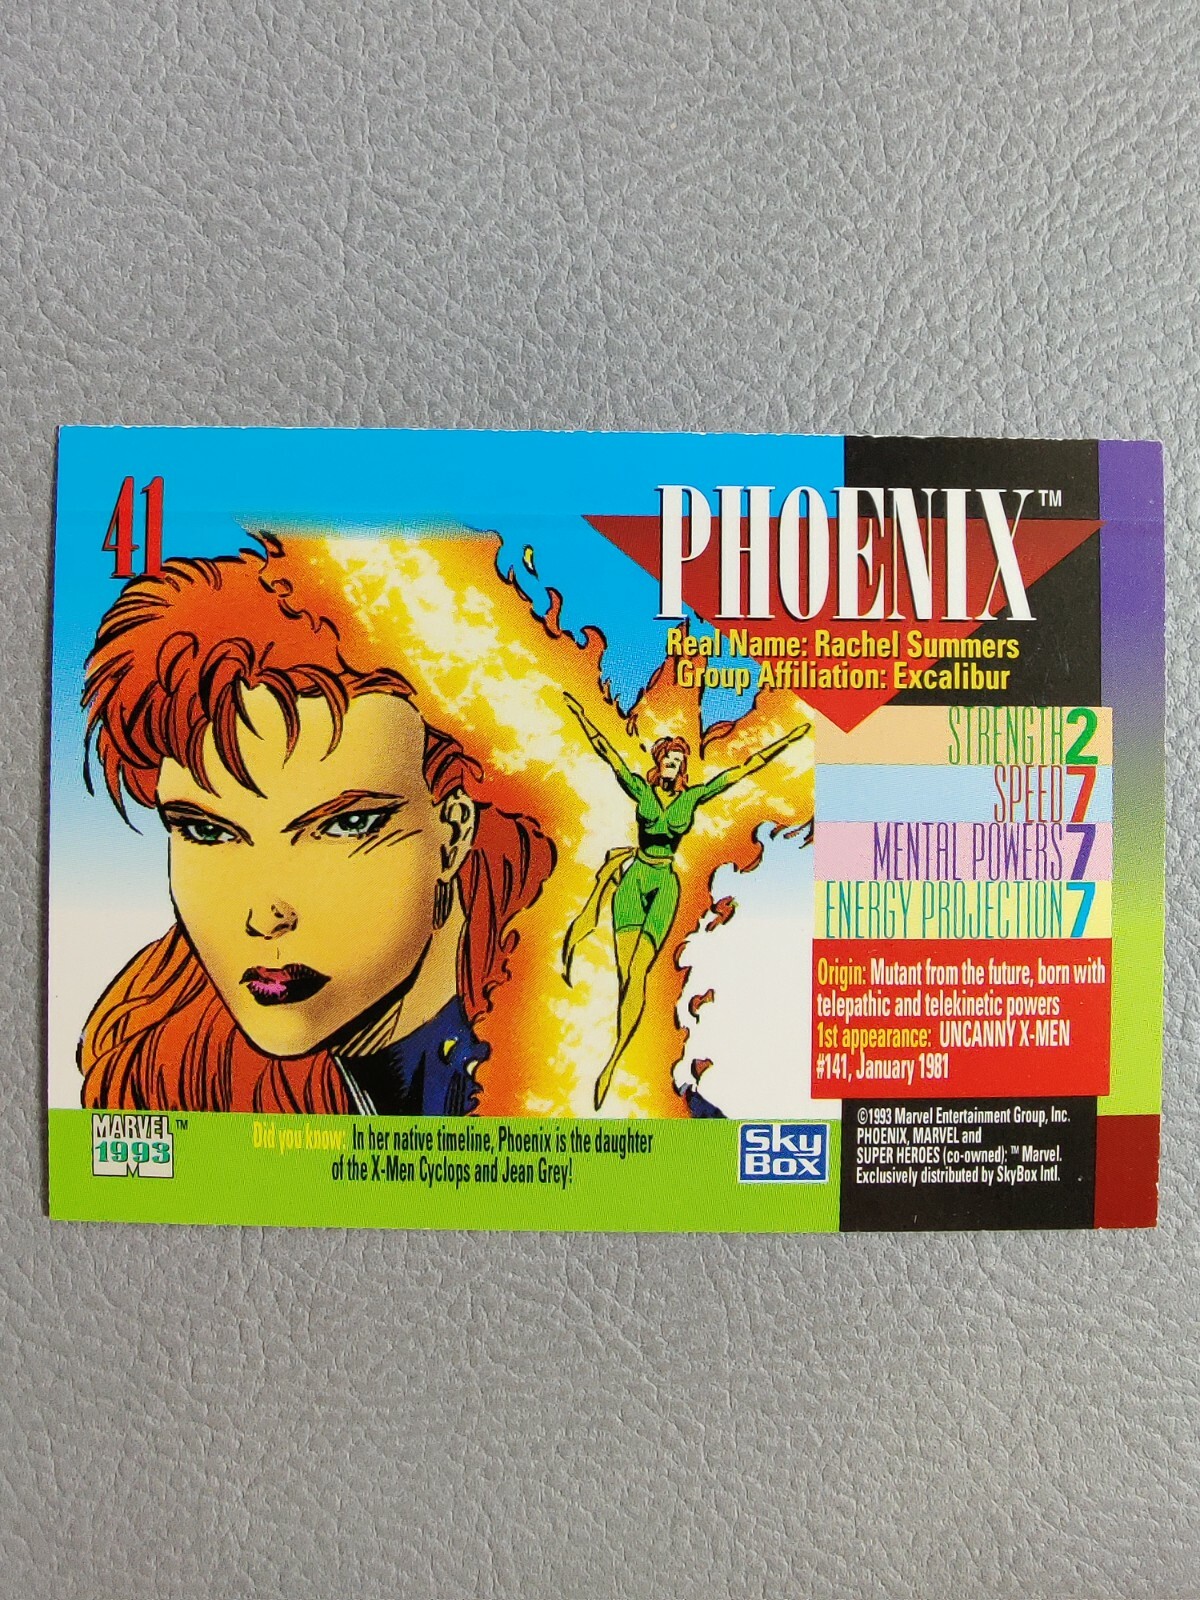 41
PHOENIX™
Real Name: Rachel Summers
Group Affiliation: Excalibur
STRENGTH 2
SPEED 7
MENTAL POWERS 7
ENERGY PROJECTION 7
Origin: Mutant from the future, born with
telepathic and telekinetic powers
1st appearance: UNCANNY X-MEN
#141, January 1981
MARVEL™
1993
M
Did you know: In her native timeline, Phoenix is the daughter
of the X-Men Cyclops and Jean Grey!
SkyBox
©1993 Marvel Entertainment Group, Inc.
PHOENIX, MARVEL and
SUPER HEROES (co-owned): ™ Marvel.
Exclusively distributed by SkyBox Intl.